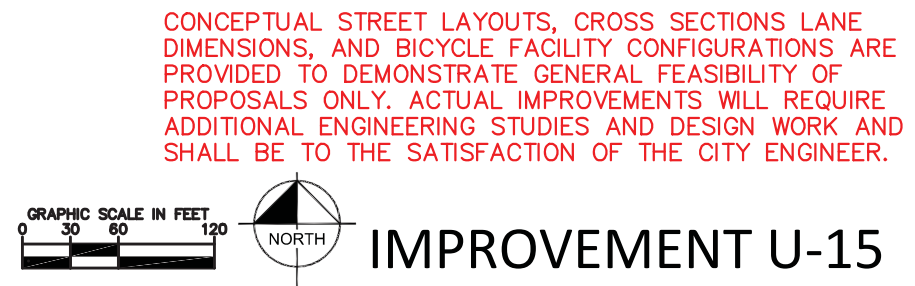 CONCEPTUAL STREET LAYOUTS, CROSS SECTIONS LANE
DIMENSIONS, AND BICYCLE FACILITY CONFIGURATIONS ARE
PROVIDED TO DEMONSTRATE GENERAL FEASIBILITY OF
PROPOSALS ONLY. ACTUAL IMPROVEMENTS WILL REQUIRE
ADDITIONAL ENGINEERING STUDIES AND DESIGN WORK AND
SHALL BE TO THE SATISFACTION OF THE CITY ENGINEER.
GRAPHIC SCALE IN FEET
0 30 60 120
NORTH
IMPROVEMENT U-15